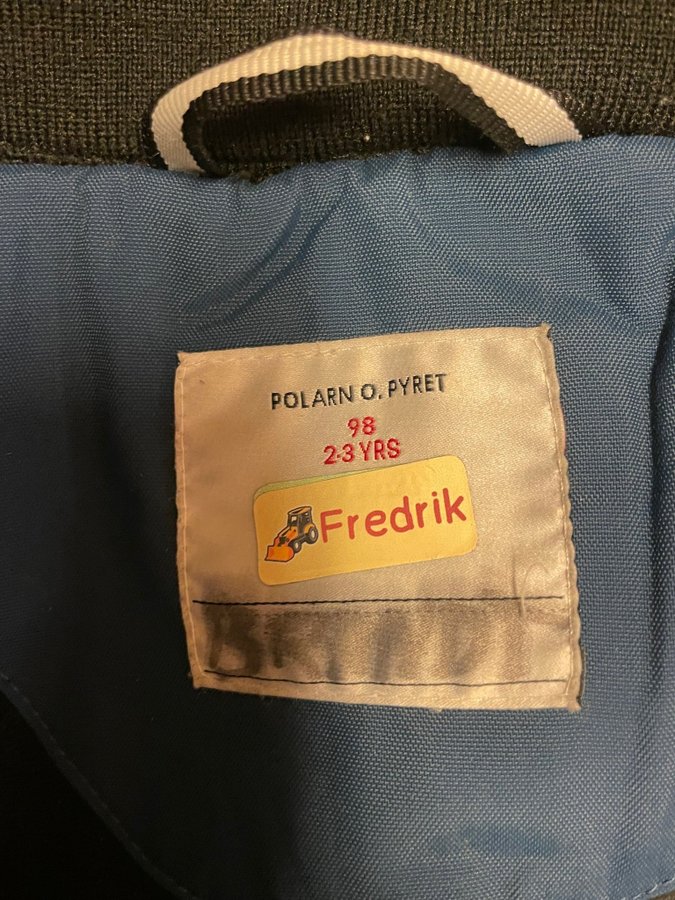 POLARN O. PYRET
98
2-3 YRS
Fredrik